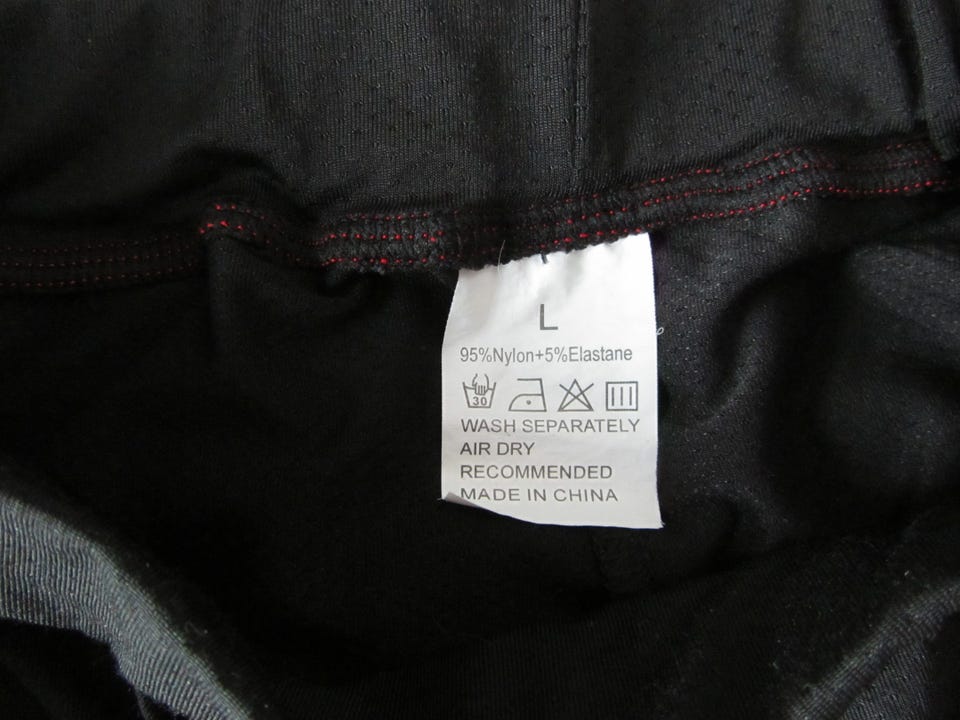 L
95%Nylon+5%Elastane
30
WASH SEPARATELY
AIR DRY
RECOMMENDED
MADE IN CHINA